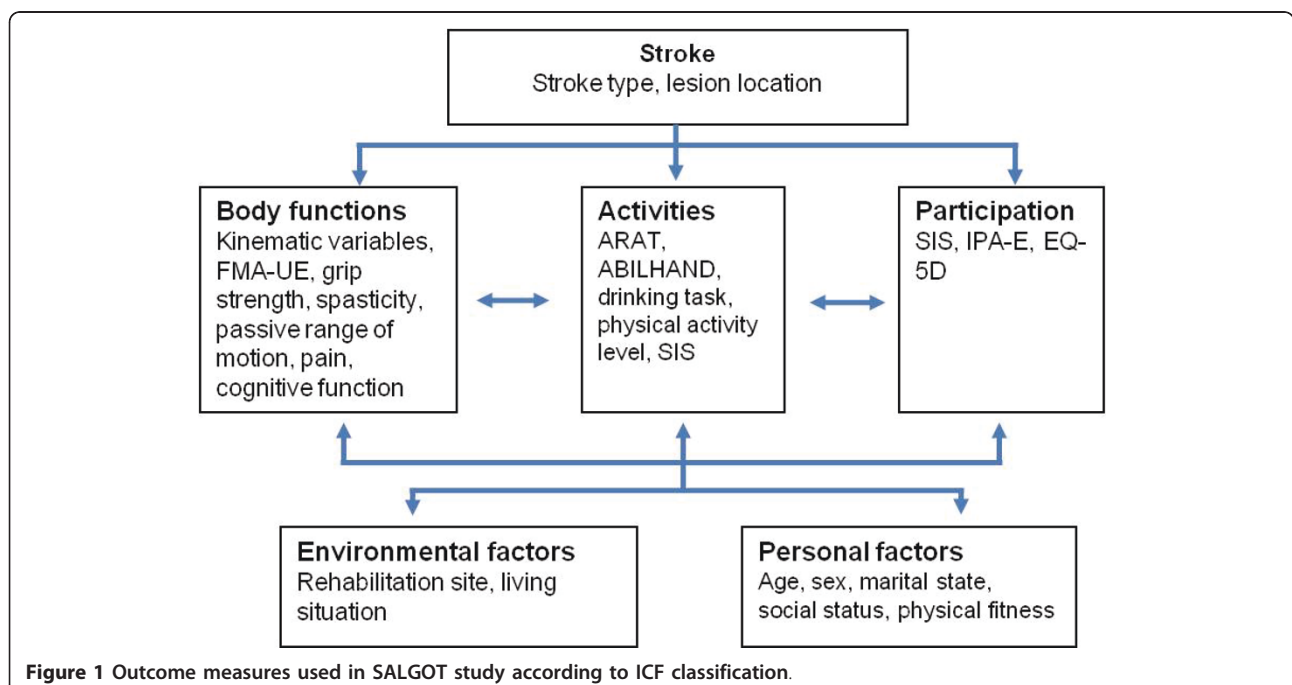 Stroke
Stroke type, lesion location
Body functions
Kinematic variables,
FMA-UE, grip
strength, spasticity,
passive range of
motion, pain,
cognitive function
Activities
ARAT,
ABILHAND,
drinking task,
physical activity
level, SIS
Participation
SIS, IPA-E, EQ-
5D
Environmental factors
Rehabilitation site, living
situation
Personal factors
Age, sex, marital state,
social status, physical fitness
Figure 1 Outcome measures used in SALGOT study according to ICF classification.